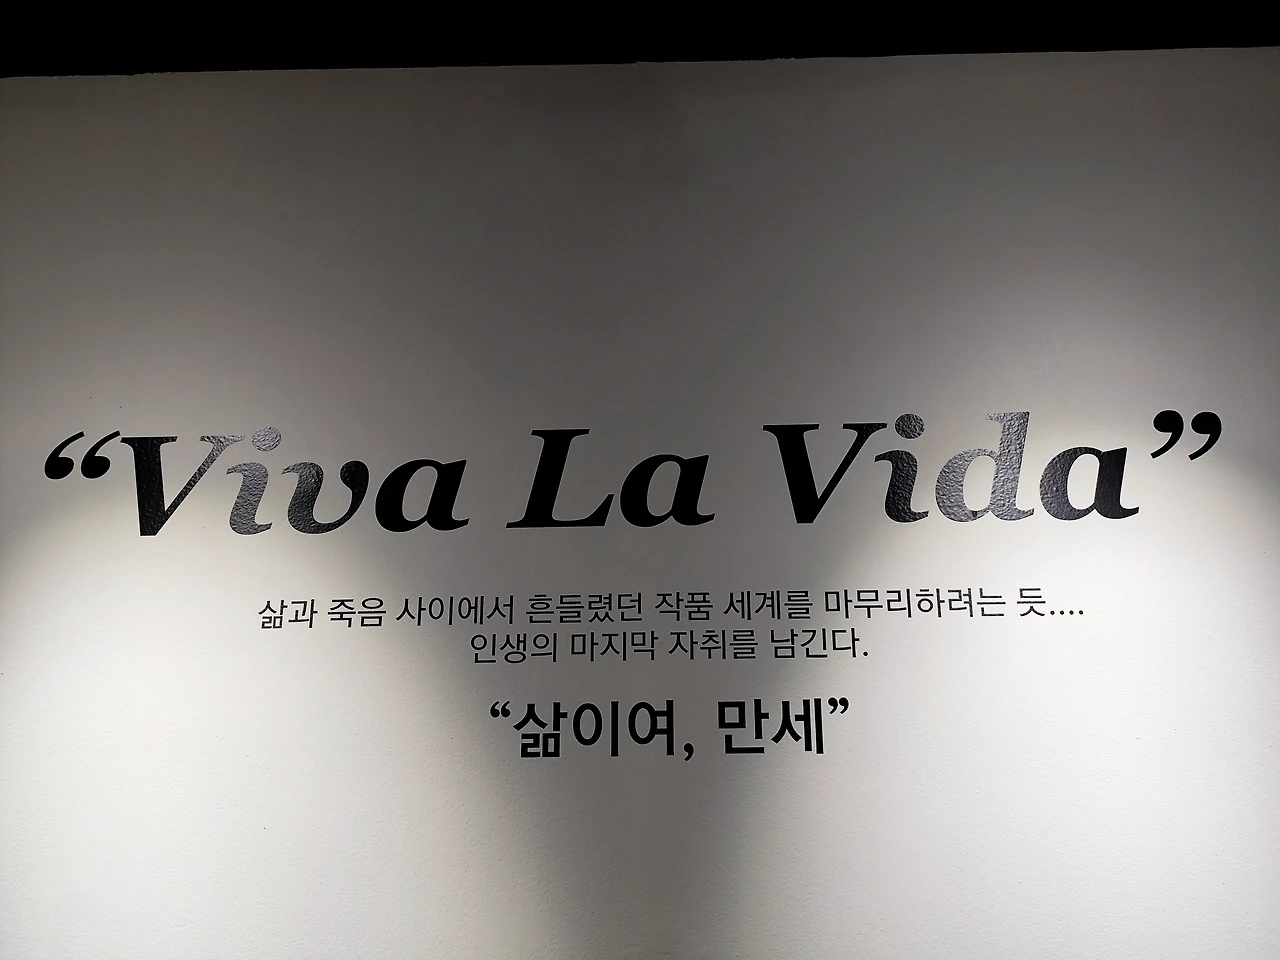 “Viva La Vida”
삶과 죽음 사이에서 흔들렸던 작품 세계를 마무리하려는 듯....
인생의 마지막 자취를 남긴다.
“삶이여, 만세”